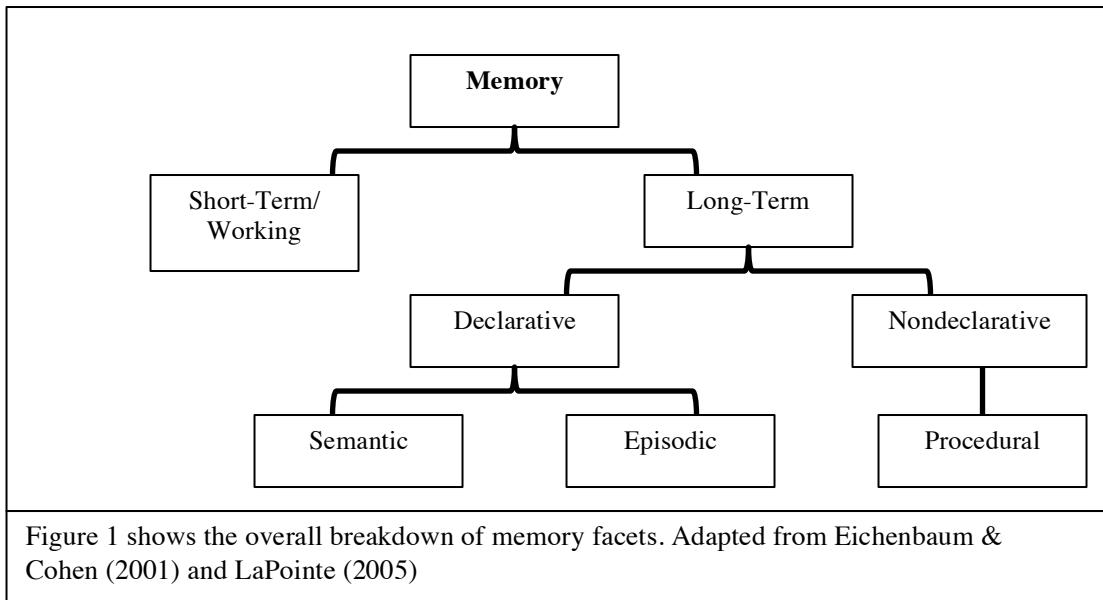 Memory
Short-Term/
Working
Long-Term
Declarative
Nondeclarative
Semantic
Episodic
Procedural
Figure 1 shows the overall breakdown of memory facets. Adapted from Eichenbaum &
Cohen (2001) and LaPointe (2005)